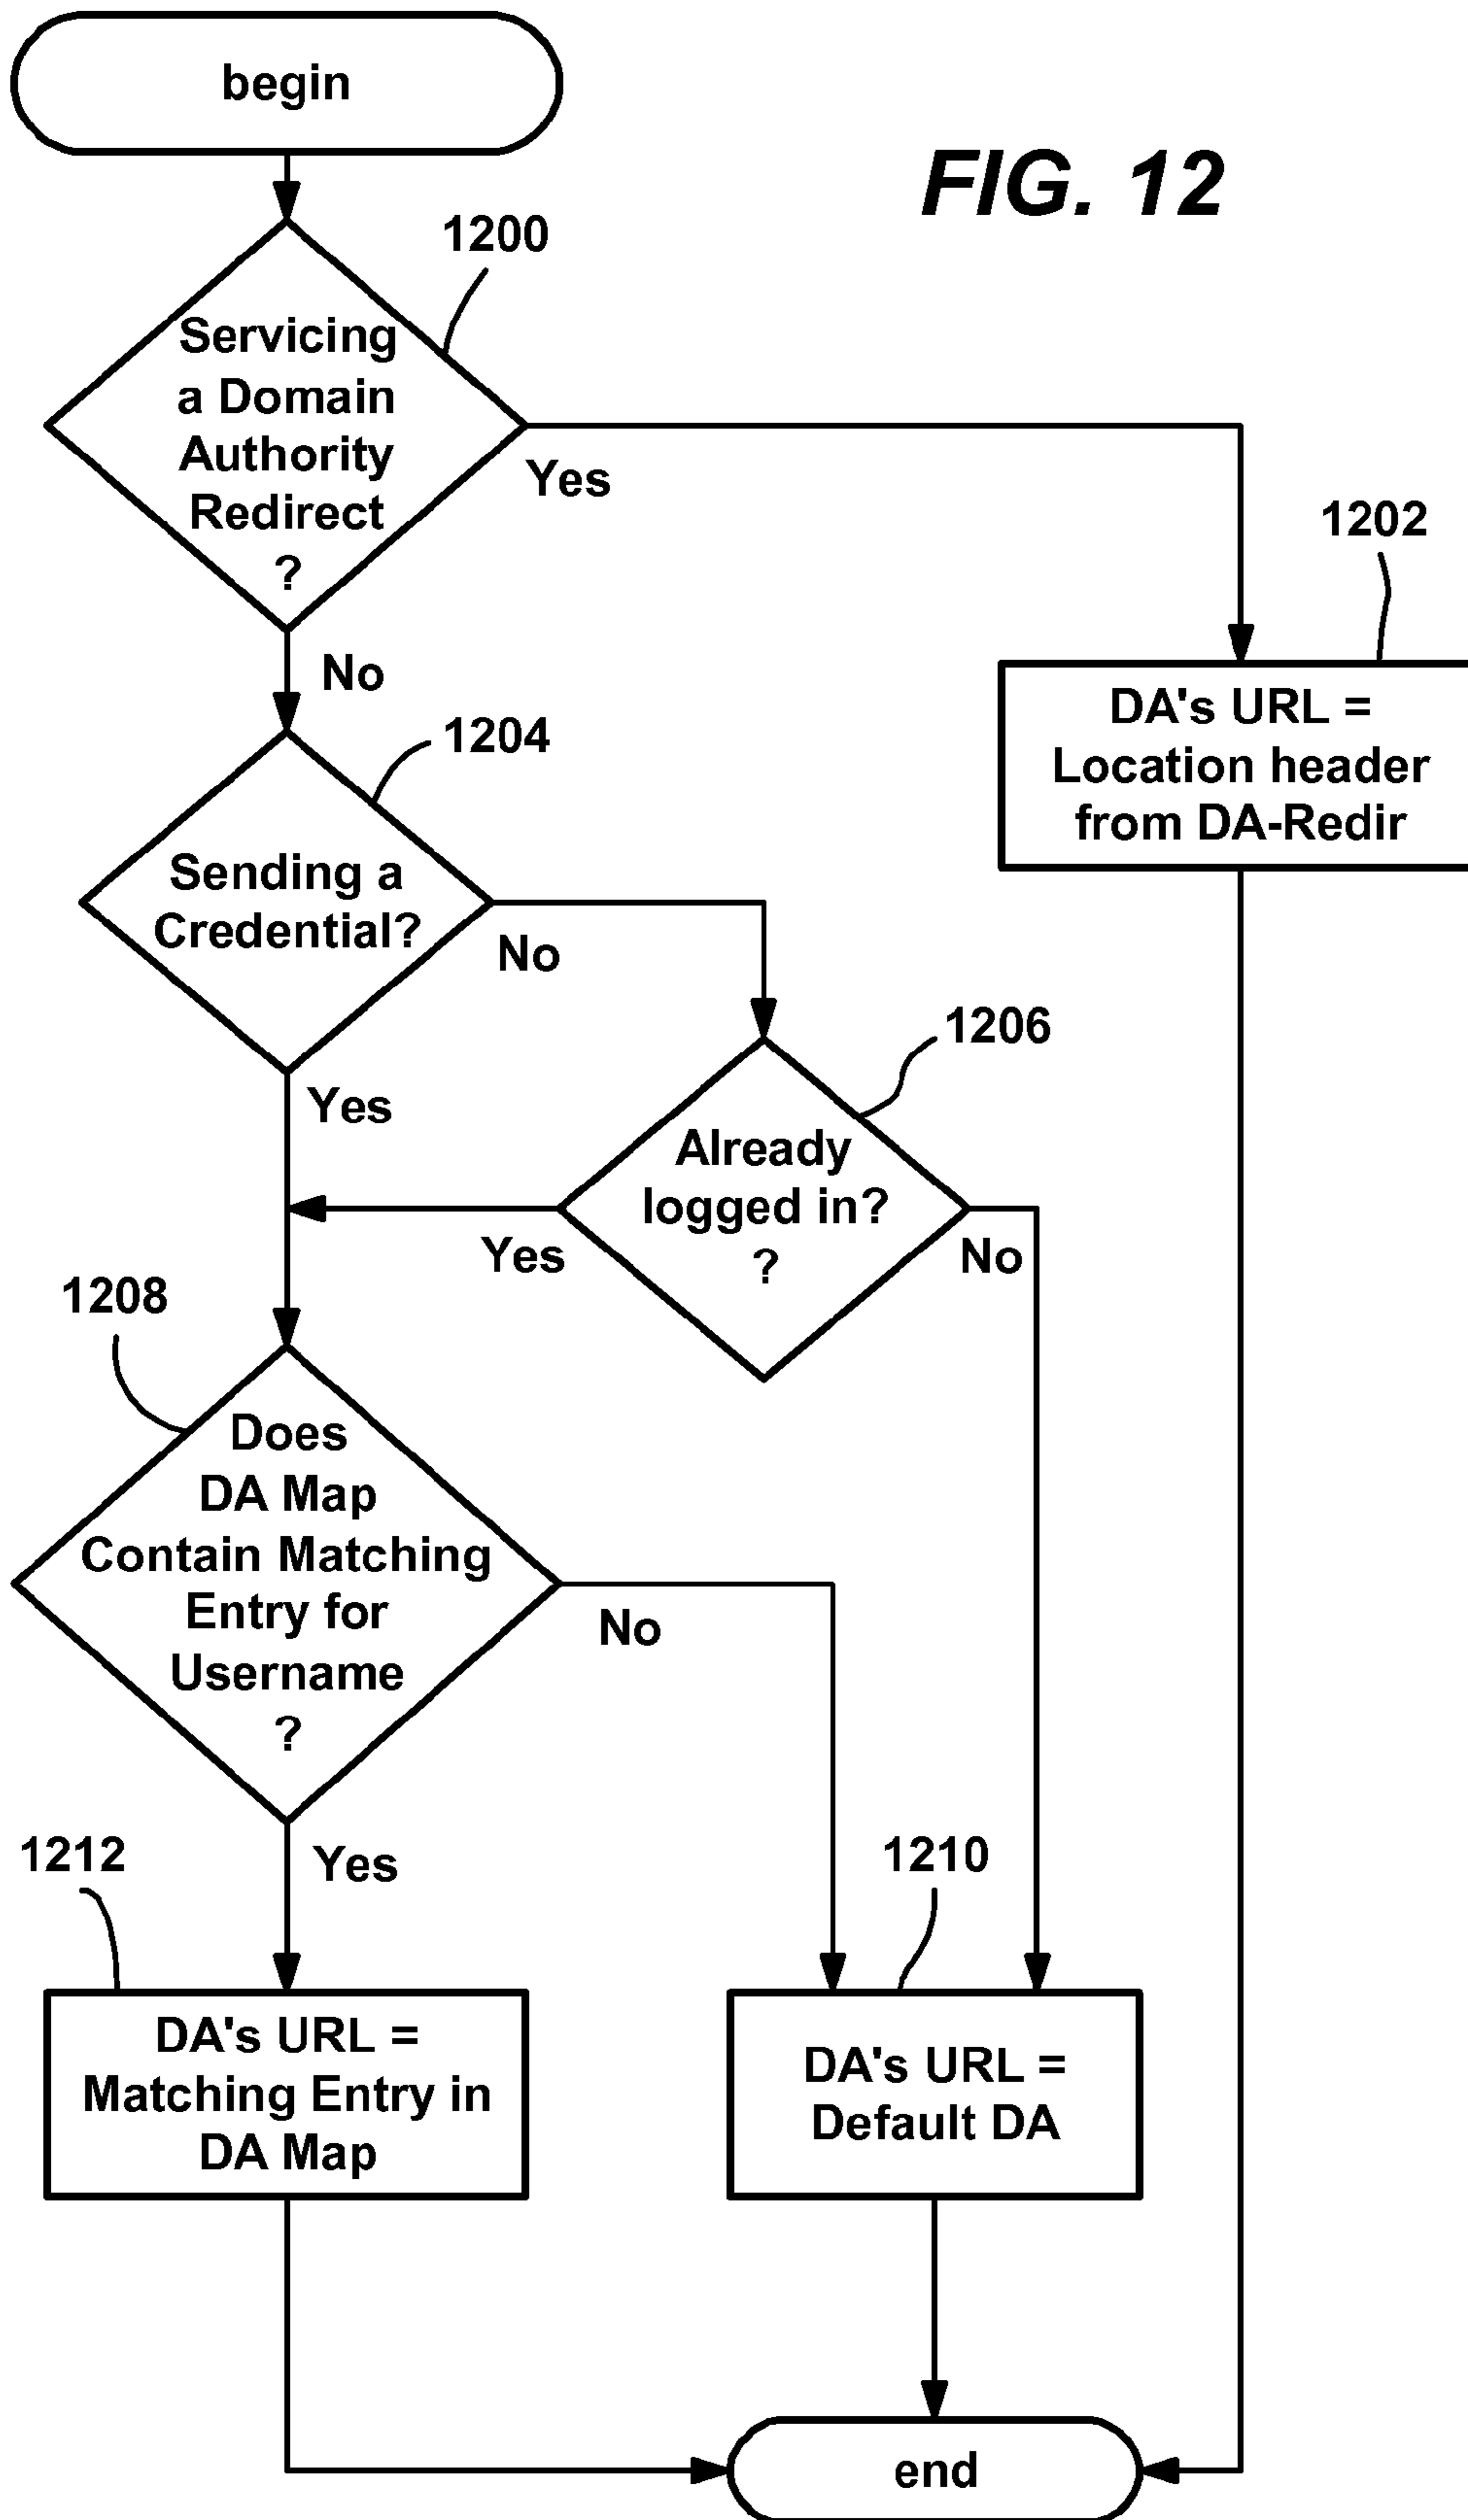 begin
FIG. 12
1200
Servicing
a Domain
Authority
Redirect
?
Yes
No
1202
DA's URL =
Location header
from DA-Redir
1204
Sending a
Credential?
No
Yes
1206
Already
logged in?
?
Yes
No
1208
Does
DA Map
Contain Matching
Entry for
Username
?
No
Yes
1212
DA's URL =
Matching Entry in
DA Map
1210
DA's URL =
Default DA
end